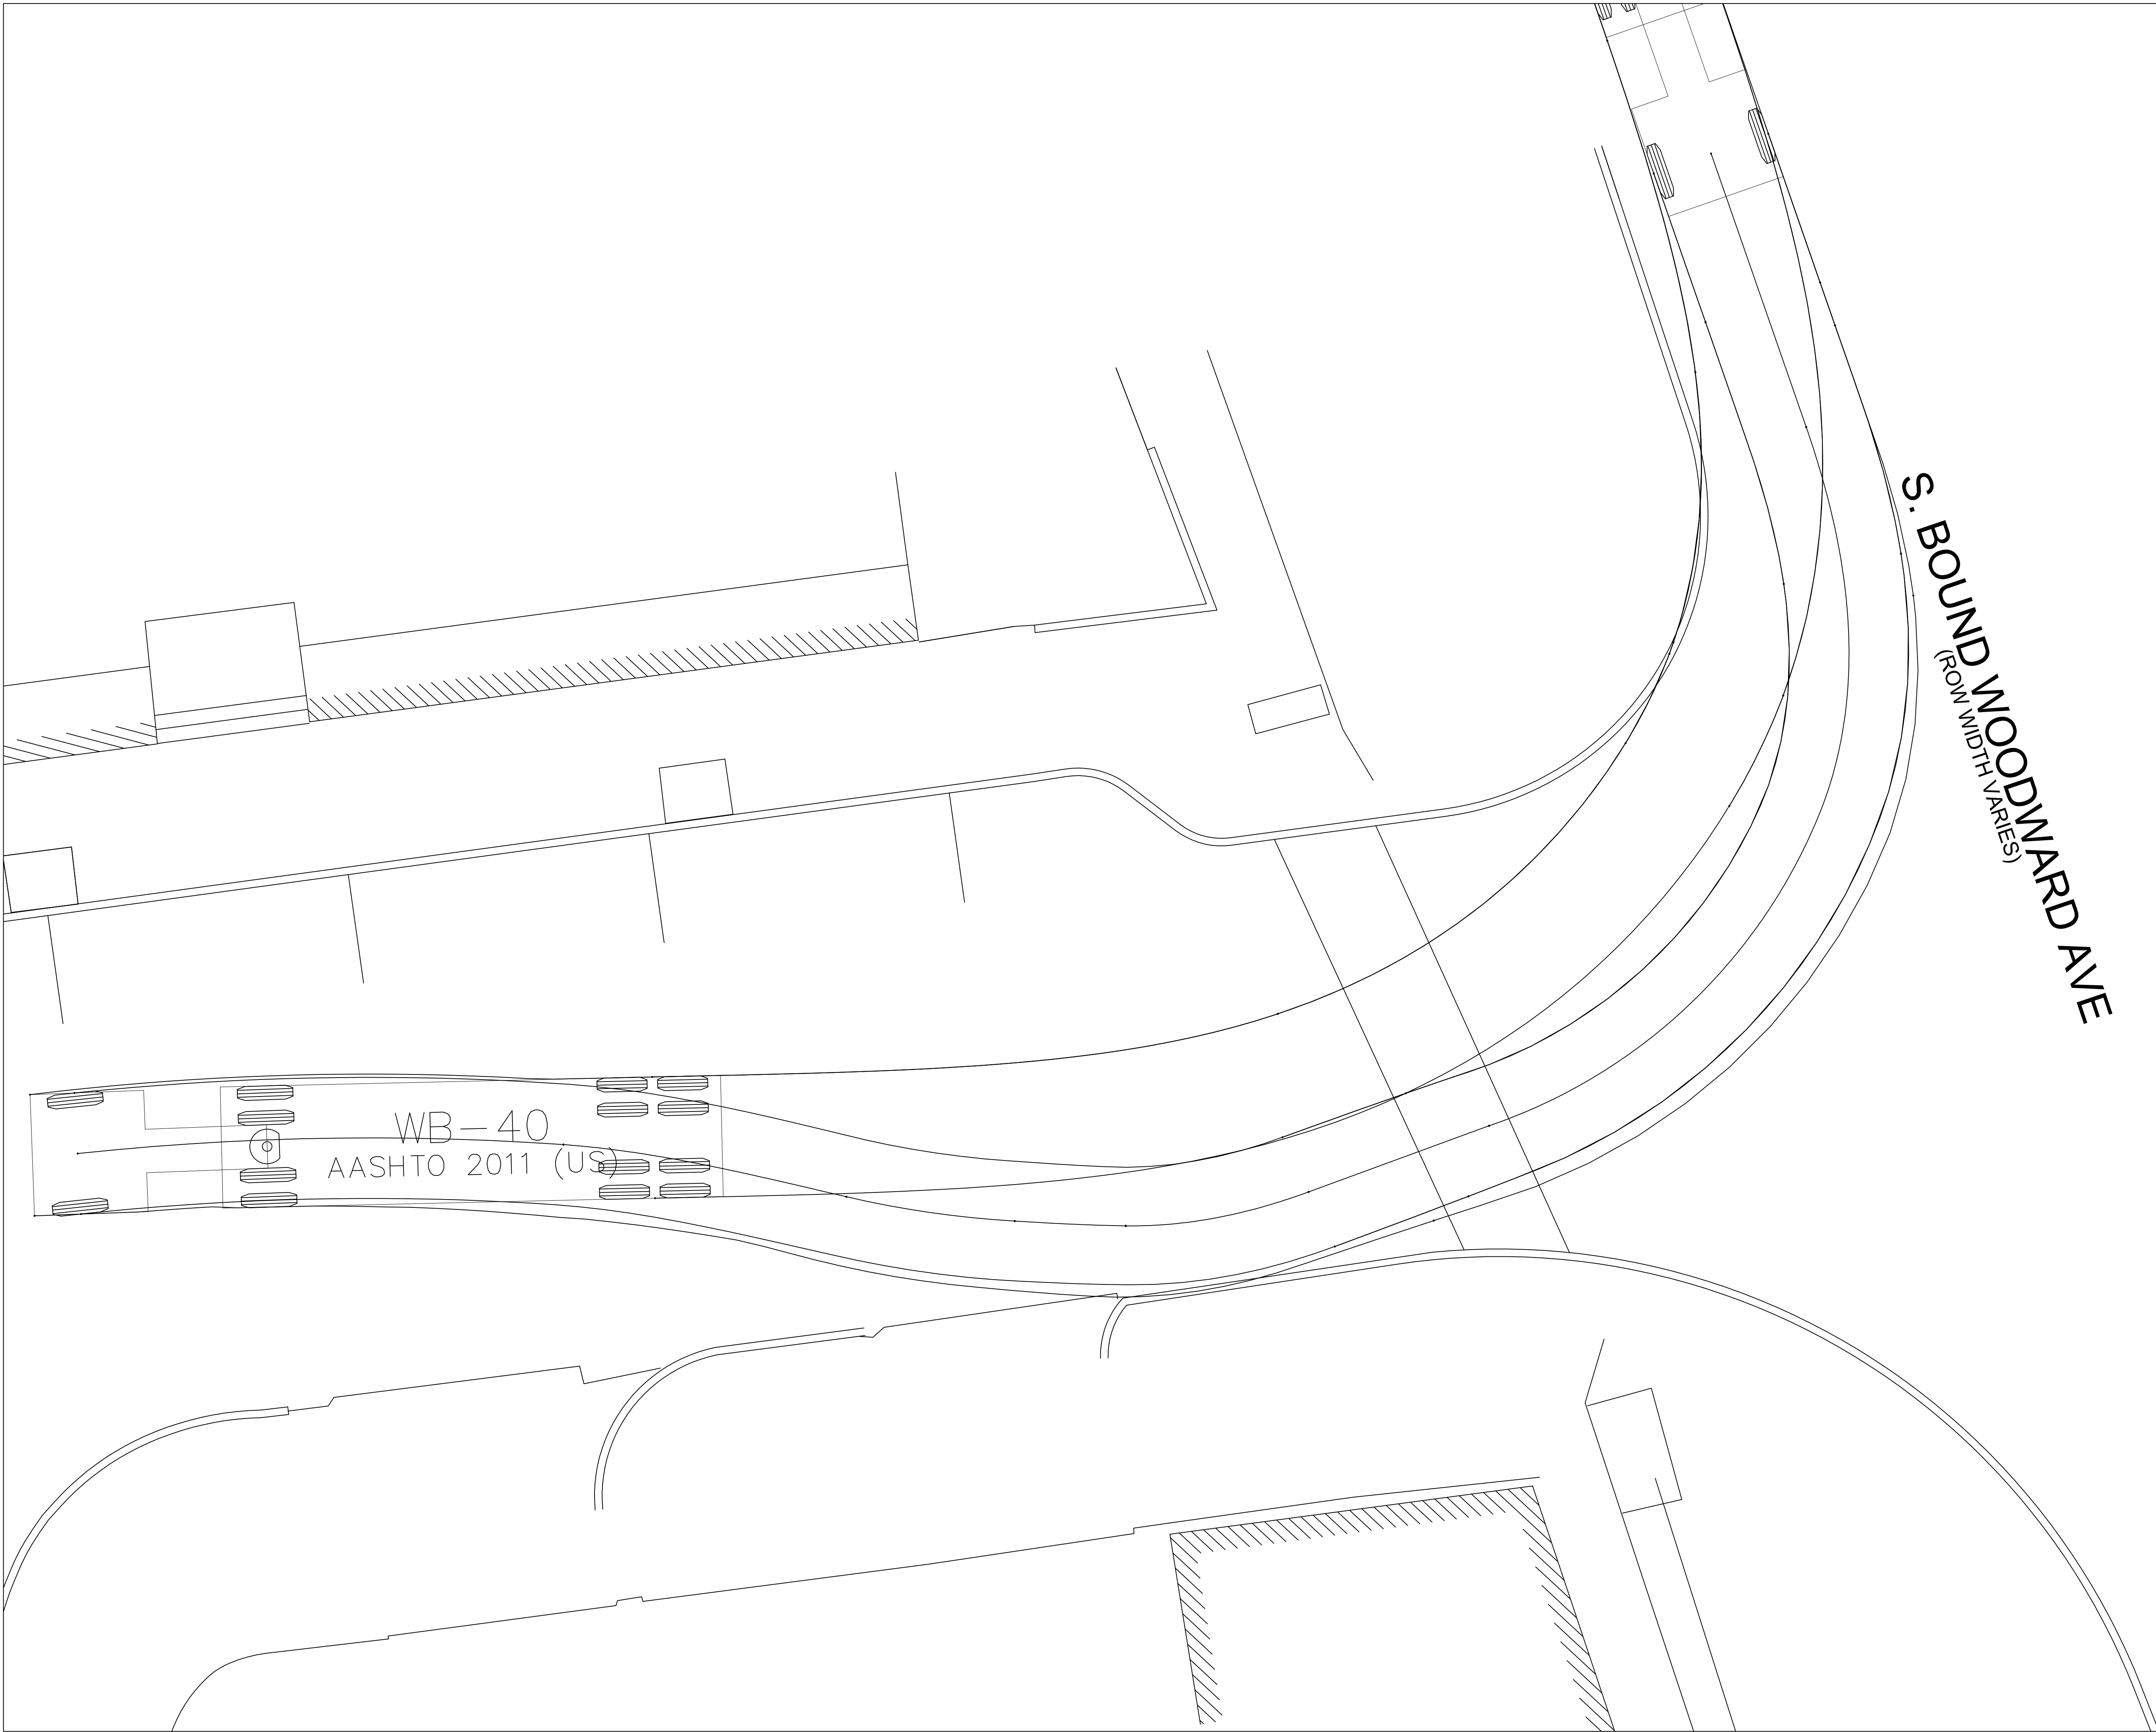 S. BOUND WOODWARD AVE
(ROW WIDTH VARIES)
WB-40
AASHTO 2011 (US)